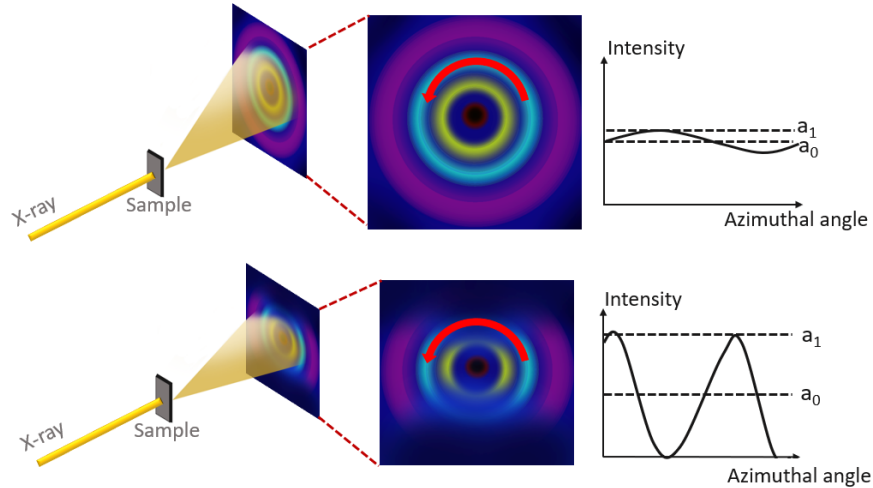 Intensity
a1
a0
Azimuthal angle
X-ray
Sample
Intensity
a1
a0
Azimuthal angle
X-ray
Sample